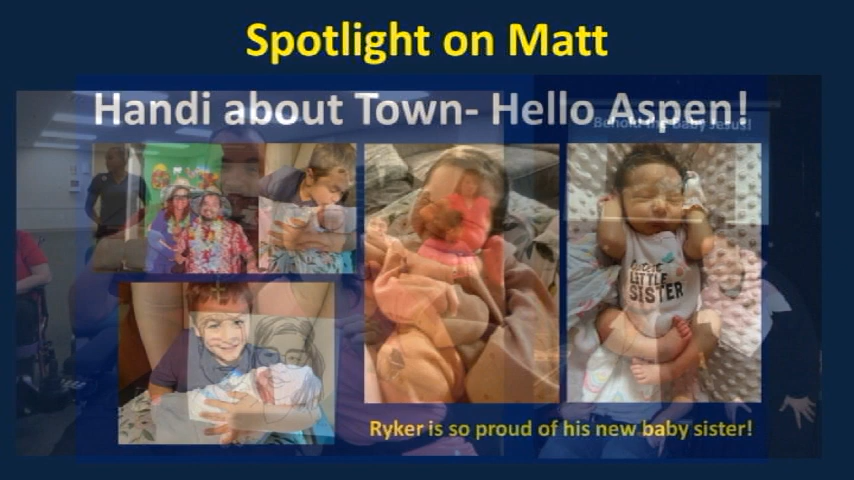 Spotlight on Matt
Handi about Town- Hello Aspen!
Behold the Baby Jesus!
LITTLE
SISTER
Ryker is so proud of his new baby sister!